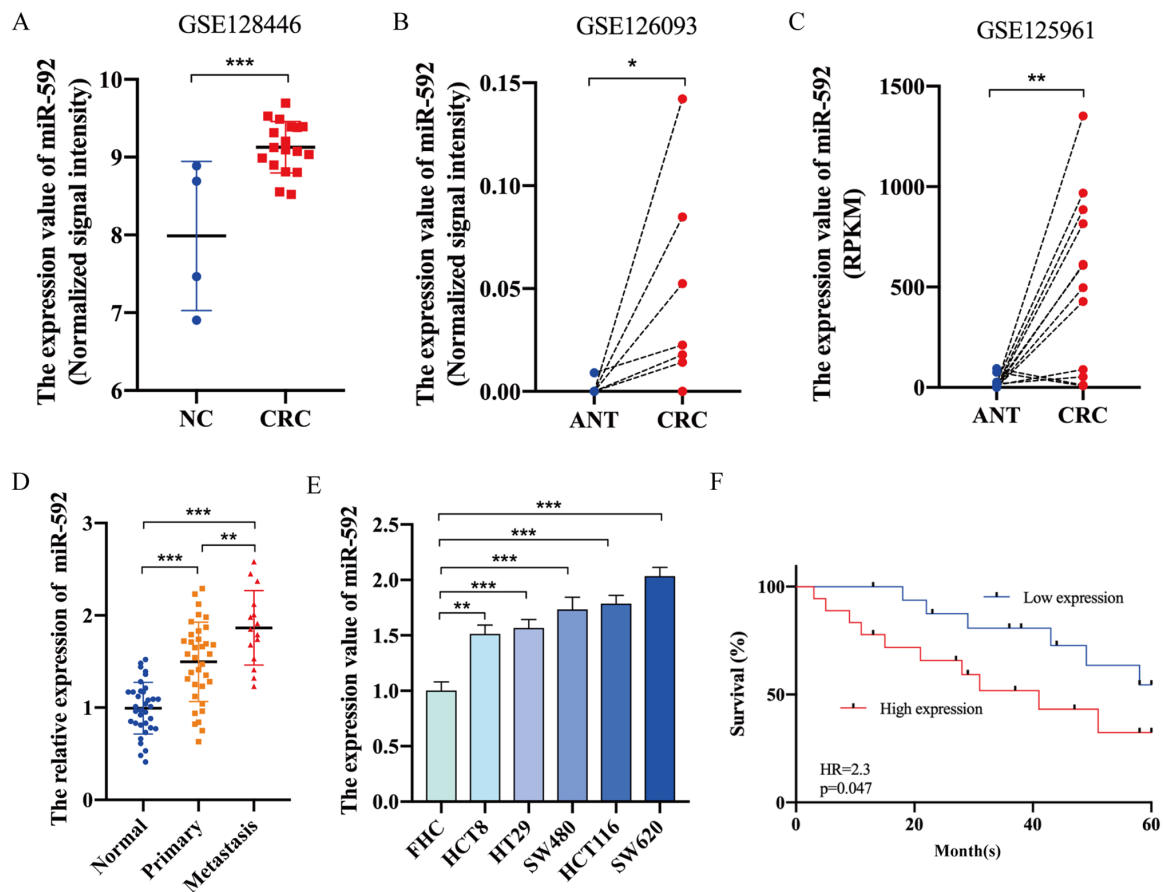 A
GSE128446
The expression value of miR-592
(Normalized signal intensity)
***
10
9
8
7
6
NC
CRC
B
GSE126093
The expression value of miR-592
(Normalized signal intensity)
*
0.15
0.10
0.05
0.00
ANT
CRC
C
GSE125961
The expression value of miR-592
(RPKM)
**
1500
1000
500
0
ANT
CRC
D
The relative expression of miR-592
***
***
**
3
2
1
0
Normal
Primary
Metastasis
E
The expression value of miR-592
***
***
***
***
**
2.5
2.0
1.5
1.0
0.5
0.0
FHC
HCT8
HT29
SW480
HCT116
SW620
F
Survival (%)
100
50
0
Low expression
High expression
HR=2.3
p=0.047
0
20
40
60
Month(s)